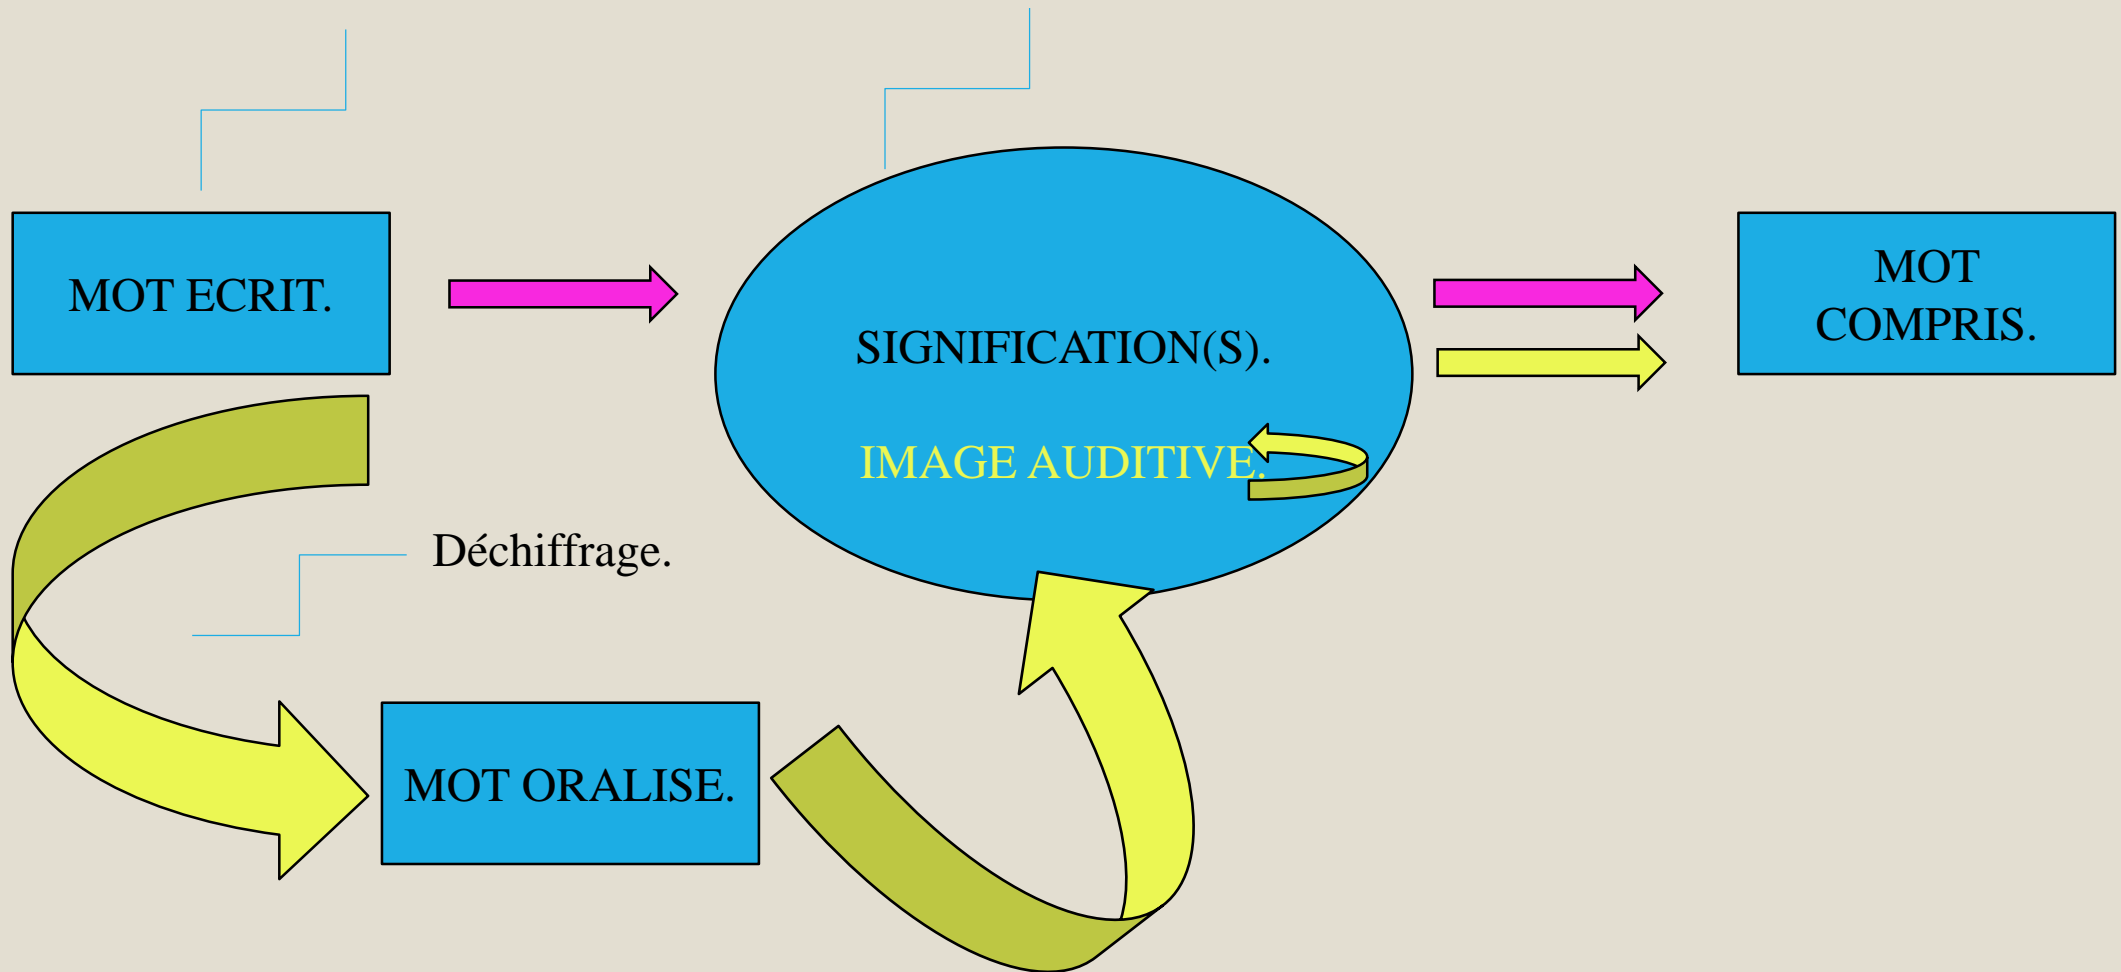 MOT ECRIT.
SIGNIFICATION(S).
IMAGE AUDITIVE.
MOT
COMPRIS.
Déchiffrage.
MOT ORALISE.